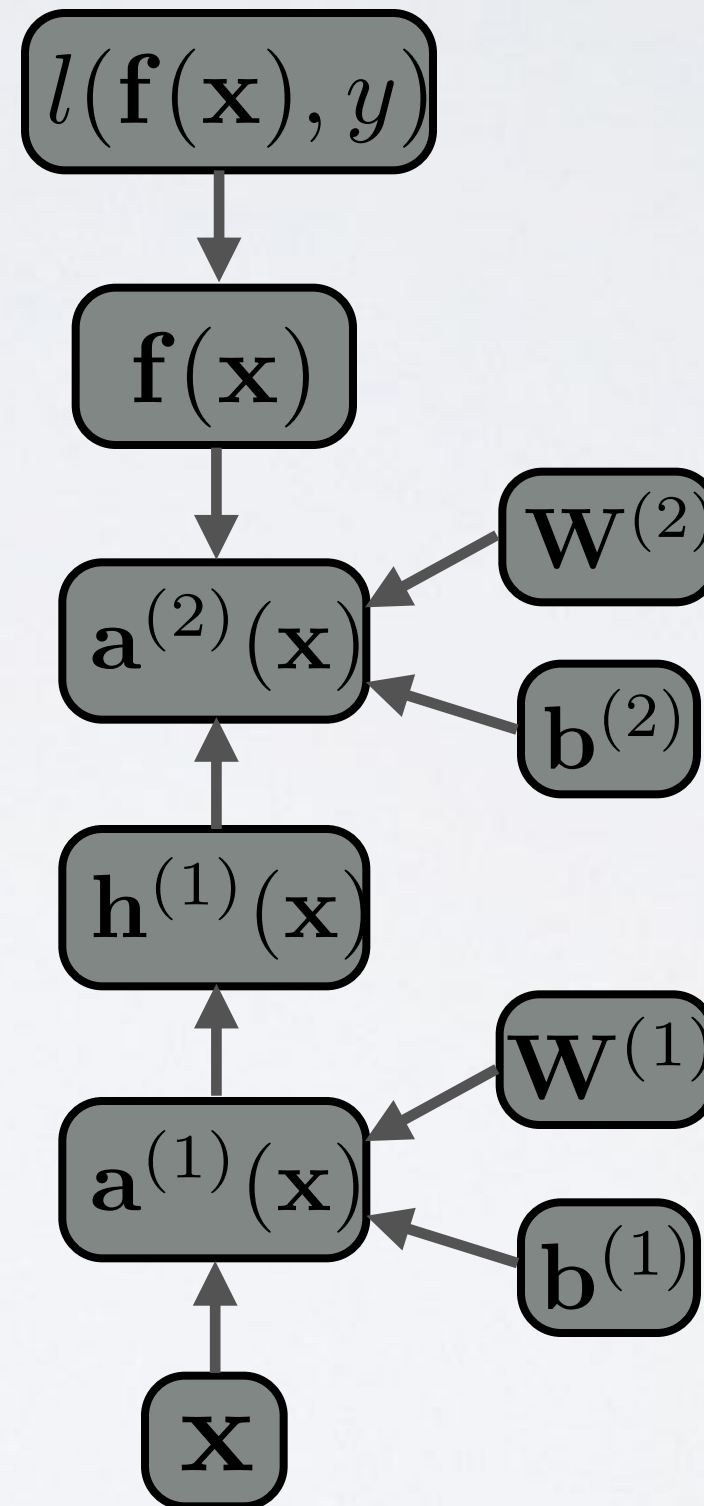 l(f(x), y)
f(x)
W^(2)
a^(2)(x)
b^(2)
h^(1)(x)
W^(1)
a^(1)(x)
b^(1)
x